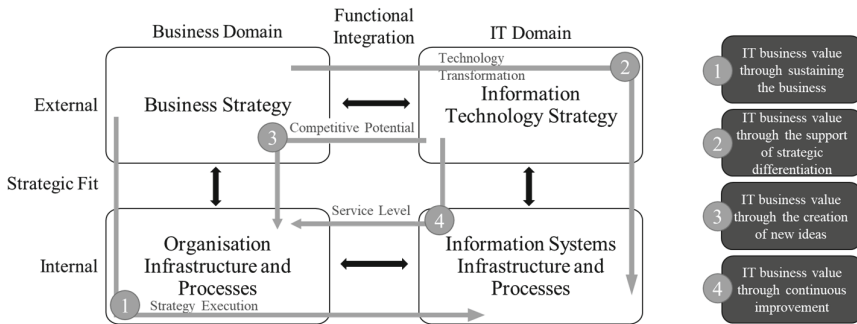 Business Domain
Functional
Integration
IT Domain
External
Business Strategy
Technology
Transformation
2
Information
Technology Strategy
3
Competitive Potential
Strategic Fit
Service Level
4
Internal
Organisation
Infrastructure and
Processes
Information Systems
Infrastructure and
Processes
1
Strategy Execution
1
IT business value
through sustaining
the business
2
IT business value
through the support
of strategic
differentiation
3
IT business value
through the creation
of new ideas
4
IT business value
through continuous
improvement